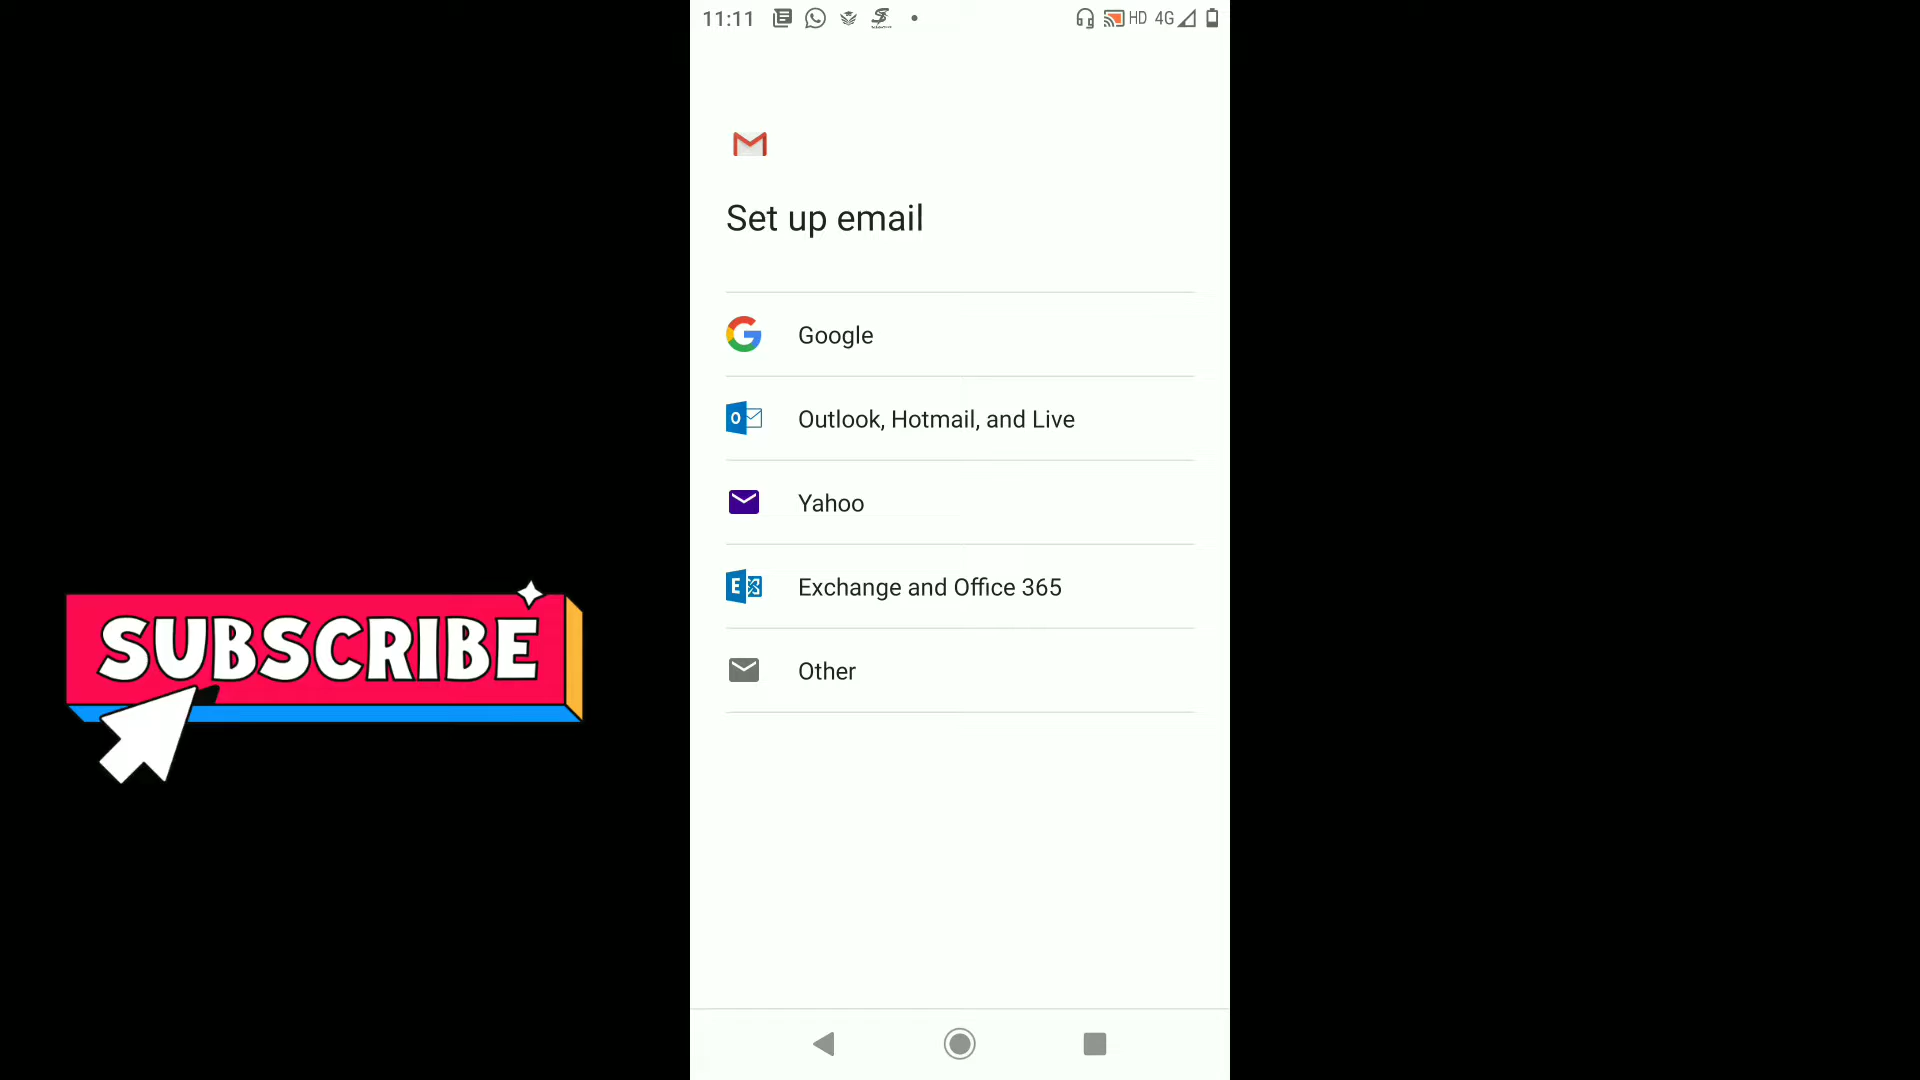 11:11 HD 4G
Set up email
Google
Outlook, Hotmail, and Live
Yahoo
Exchange and Office 365
Other
SUBSCRIBE